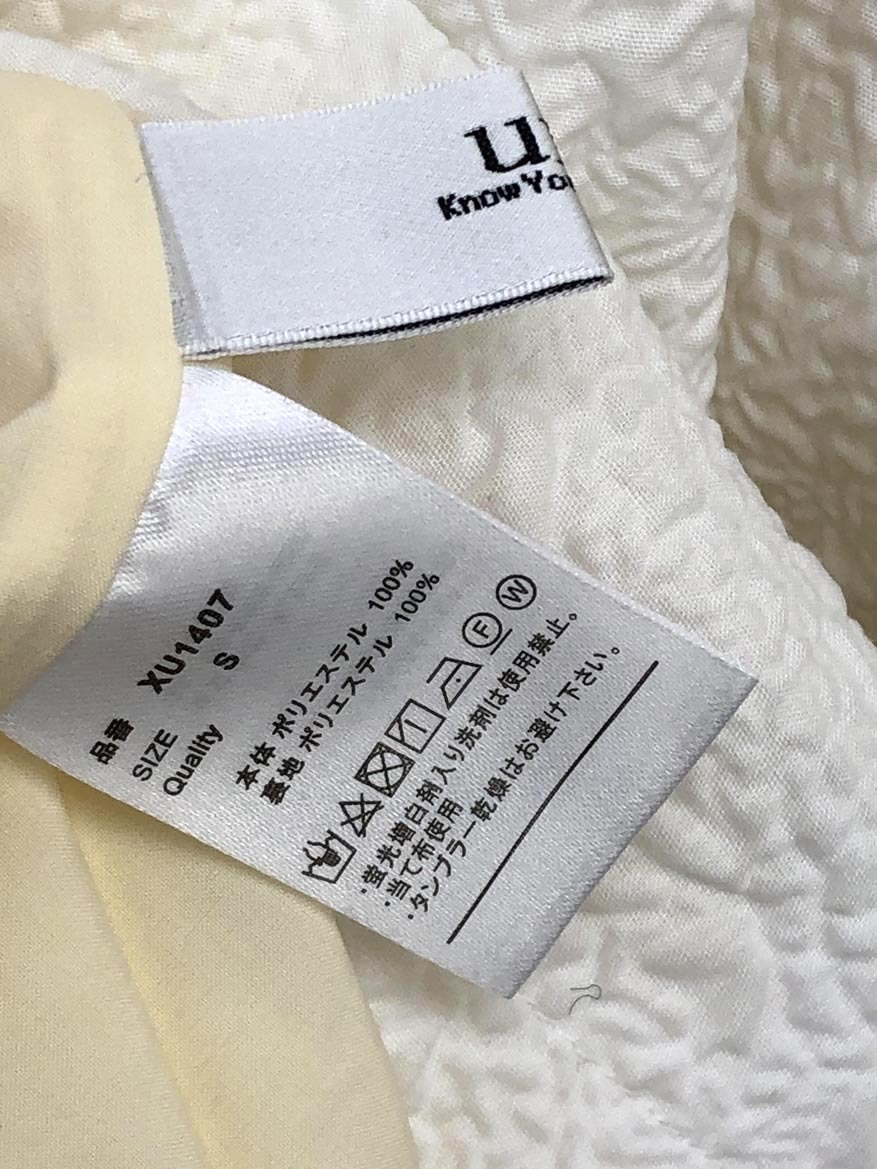 Know
品番 XU1407
SIZE S
Quality
本体 ポリエステル 100%
裏地 ポリエステル 100%
F W
・蛍光増白剤入り洗剤は使用禁止。
・当て布使用
・タンブラー乾燥はお避け下さい。